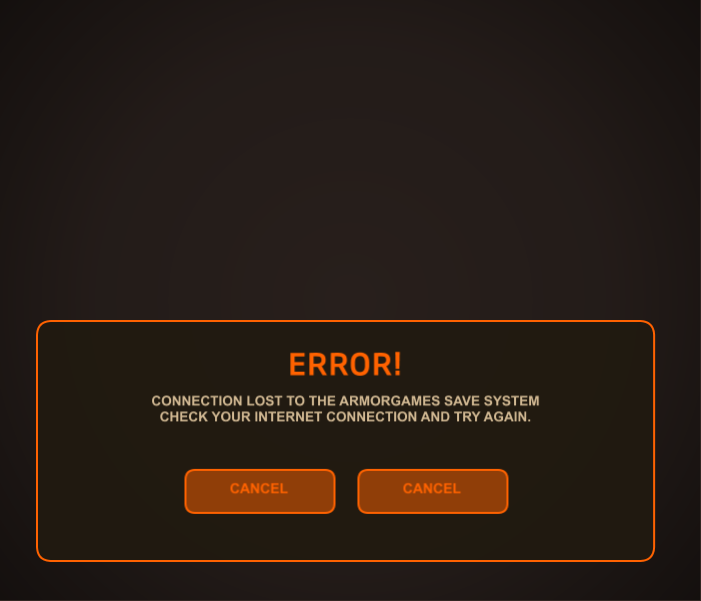 ERROR!
CONNECTION LOST TO THE ARMORGAMES SAVE SYSTEM
CHECK YOUR INTERNET CONNECTION AND TRY AGAIN.
CANCEL CANCEL